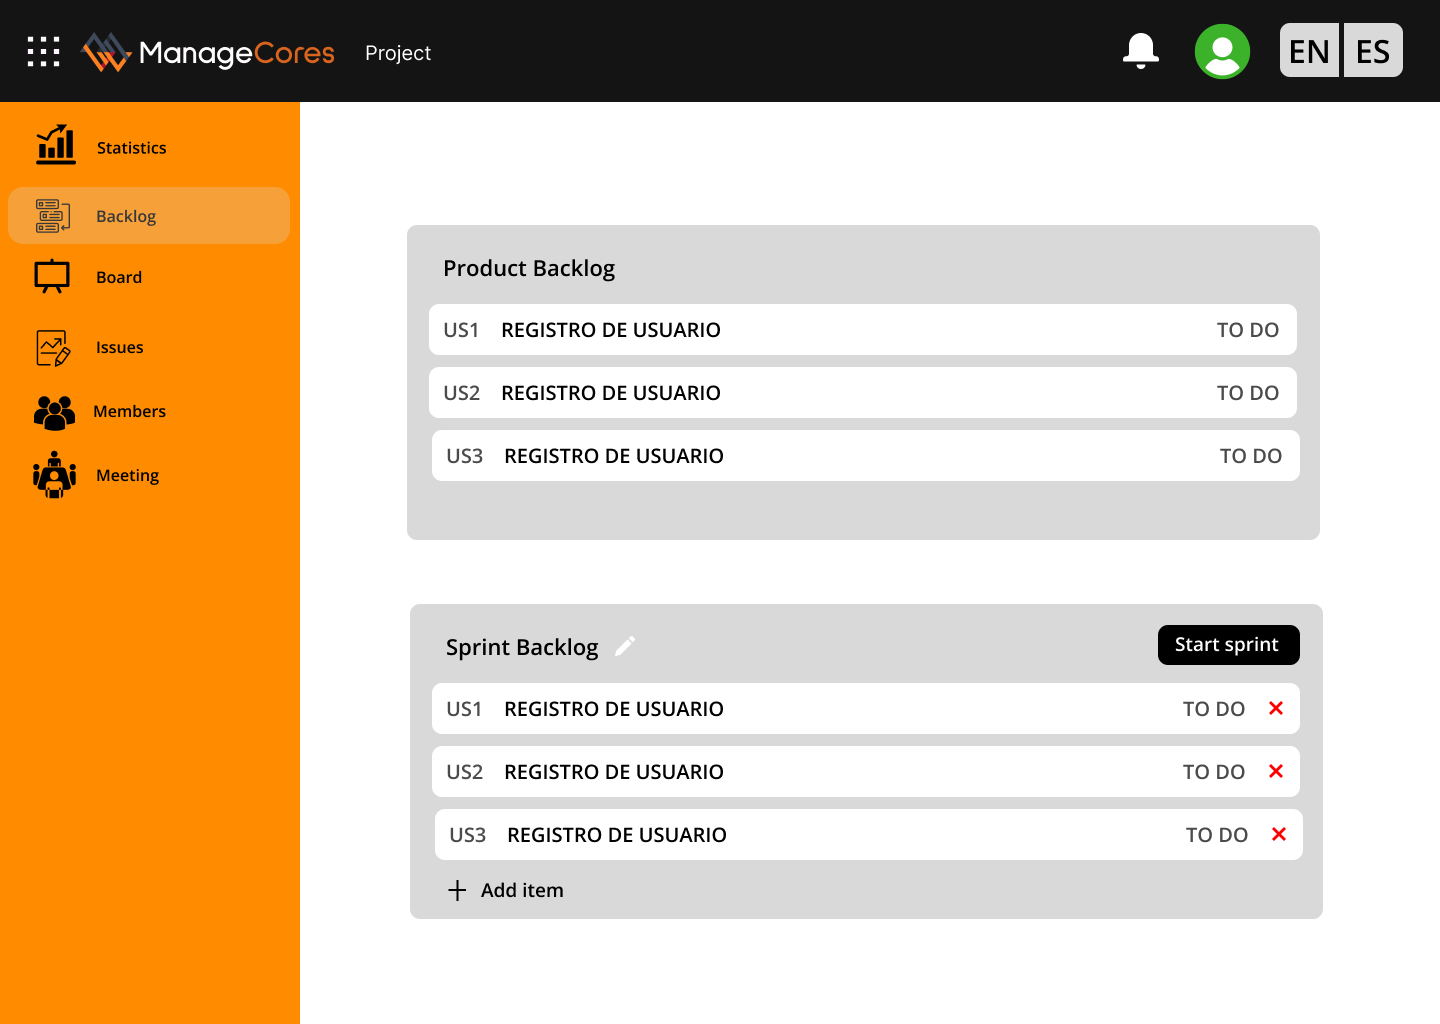 ManageCores Project EN ES
Statistics
Backlog
Board
Issues
Members
Meeting
Product Backlog
US1 REGISTRO DE USUARIO TO DO
US2 REGISTRO DE USUARIO TO DO
US3 REGISTRO DE USUARIO TO DO
Sprint Backlog Start sprint
US1 REGISTRO DE USUARIO TO DO
US2 REGISTRO DE USUARIO TO DO
US3 REGISTRO DE USUARIO TO DO
Add item